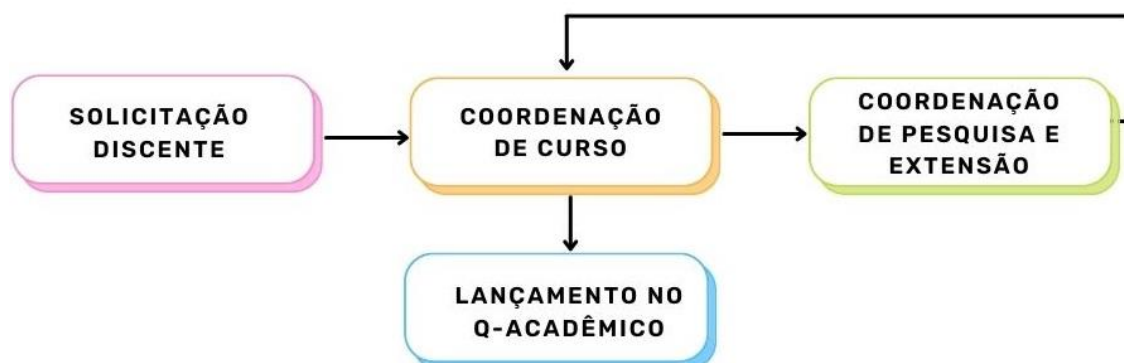 SOLICITAÇÃO
DISCENTE
COORDENAÇÃO
DE CURSO
COORDENAÇÃO
DE PESQUISA E
EXTENSÃO
LANÇAMENTO NO
Q-ACADÊMICO